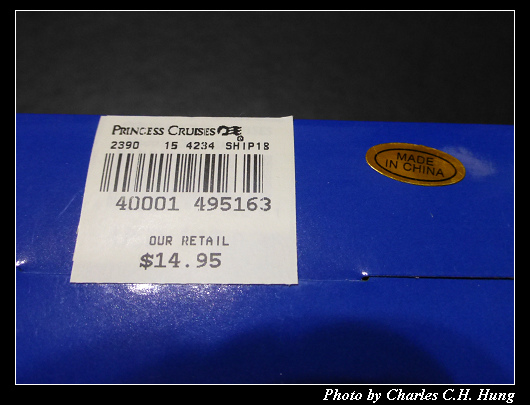 PRINCESS CRUISES
2390 15 4234 SHIP18
40001 495163
OUR RETAIL
$14.95
MADE
IN CHINA
Photo by Charles C.H. Hung